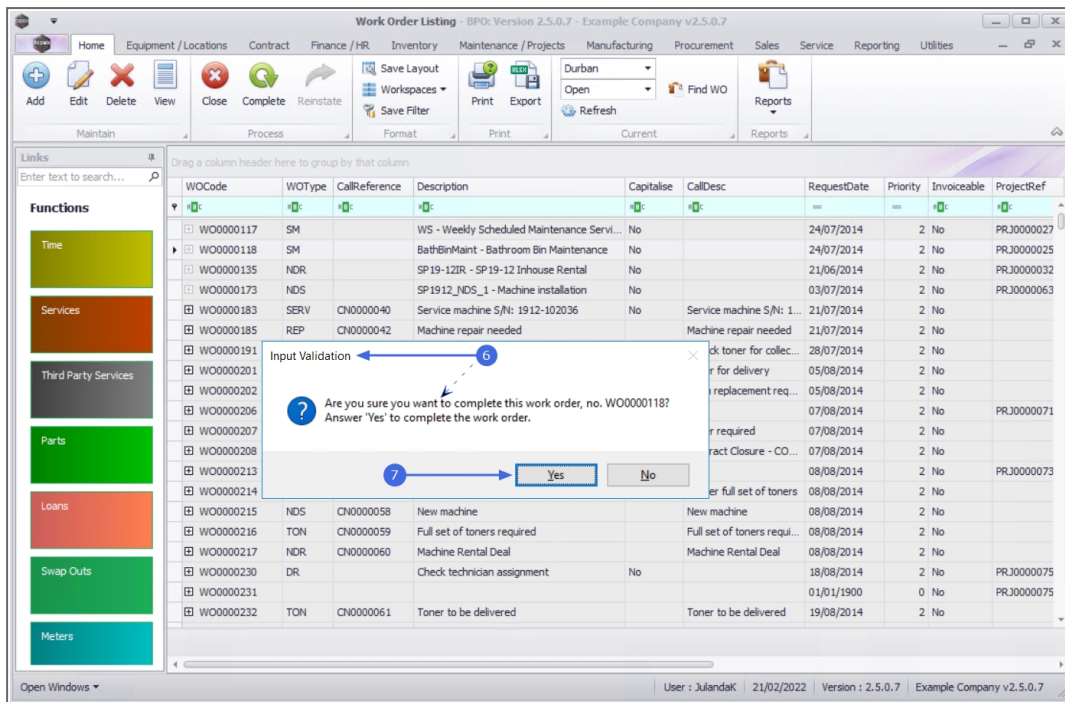 Work Order Listing - BPO: Version 2.5.0.7 - Example Company v2.5.0.7
Home Equipment / Locations Contract Finance / HR Inventory Maintenance / Projects Manufacturing Procurement Sales Service Reporting Utilities
Add Edit Delete View Close Complete Reinstate Save Layout Workspaces Save Filter Print Export Durban Open Refresh Find WO Reports
Maintain Process Format Print Current Reports
Links
Enter text to search...
Functions
Time
Services
Third Party Services
Parts
Loans
Swap Outs
Meters
Drag a column header here to group by that column
WOCode WOType CallReference Description Capitalise CallDesc RequestDate Priority Invoiceable ProjectRef
WO0000117 SM WS - Weekly Scheduled Maintenance Servi... No 24/07/2014 2 No PRJ0000027
WO0000118 SM BathBinMaint - Bathroom Bin Maintenance No 24/07/2014 2 No PRJ0000025
WO0000135 NDR SP19-12IR - SP19-12 Inhouse Rental No 21/06/2014 2 No PRJ0000032
WO0000173 NDS SP1912_NDS_1 - Machine installation No 03/07/2014 2 No PRJ0000063
WO0000183 SERV CN0000040 Service machine S/N: 1912-102036 No Service machine S/N: 1... 21/07/2014 2 No
WO0000185 REP CN0000042 Machine repair needed Machine repair needed 21/07/2014 2 No
WO0000191 ck toner for collec... 28/07/2014 2 No
WO0000201 r for delivery 05/08/2014 2 No
WO0000202 replacement req... 05/08/2014 2 No
WO0000206 07/08/2014 2 No PRJ0000071
WO0000207 r required 07/08/2014 2 No
WO0000208 ract Closure - CO... 07/08/2014 2 No
WO0000213 08/08/2014 2 No PRJ0000073
WO0000214 er full set of toners 08/08/2014 2 No
WO0000215 NDS CN0000058 New machine New machine 08/08/2014 2 No
WO0000216 TON CN0000059 Full set of toners required Full set of toners requi... 08/08/2014 2 No
WO0000217 NDR CN0000060 Machine Rental Deal Machine Rental Deal 08/08/2014 2 No
WO0000230 DR Check technician assignment No 18/08/2014 2 No PRJ0000075
WO0000231 01/01/1900 0 No PRJ0000075
WO0000232 TON CN0000061 Toner to be delivered Toner to be delivered 19/08/2014 2 No
Input Validation
6
Are you sure you want to complete this work order, no. WO0000118?
Answer 'Yes' to complete the work order.
7
Yes No
Open Windows User : JulandaK 21/02/2022 Version : 2.5.0.7 Example Company v2.5.0.7